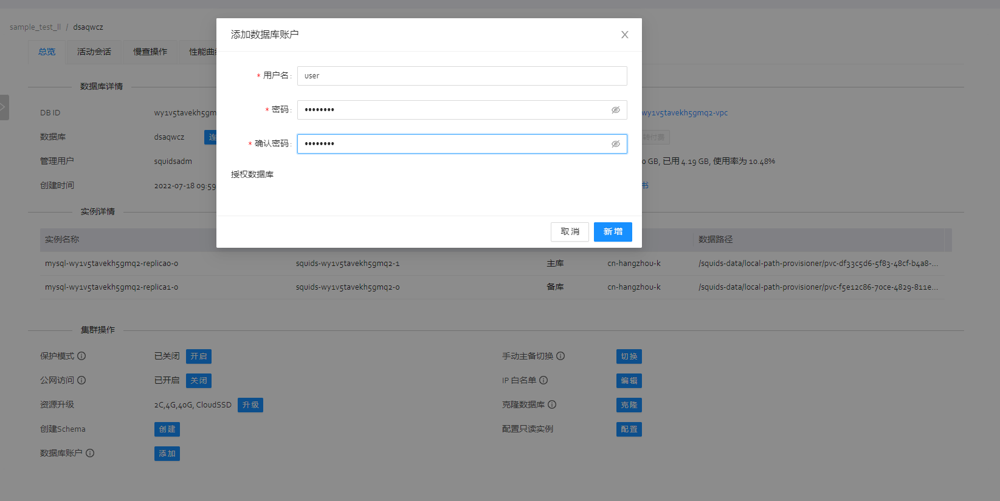 sample_test_ll / dsaqwcz
添加数据库账户
总览 活动会话 慢查操作 性能曲
* 用户名: user
数据库详情
* 密码: ••••••••
DB ID wy1v5tavekh5gmq wy1v5tavekh5gmq2-vpc
数据库 dsaqwcz 连 转付费
* 确认密码: ••••••••
管理用户 squidsadm 0 GB, 已用 4.19 GB, 使用率为 10.48%
授权数据库
创建时间 2022-07-18 09:59 书
实例详情
取消 新增
实例名称 数据路径
mysql-wy1v5tavekh5gmq2-replica0-0 squids-wy1v5tavekh5gmq2-1 主库 cn-hangzhou-k /squids-data/local-path-provisioner/pvc-df33c5d6-5f83-48cf-b4a8-...
mysql-wy1v5tavekh5gmq2-replica1-0 squids-wy1v5tavekh5gmq2-0 备库 cn-hangzhou-k /squids-data/local-path-provisioner/pvc-f5e12c86-70ce-4829-811e...
集群操作
保护模式 已关闭 开启 手动主备切换 切换
公网访问 已开启 关闭 IP 白名单 编辑
资源升级 2C,4G,40G, CloudSSD 升级 克隆数据库 克隆
创建Schema 创建 配置只读实例 配置
数据库账户 添加